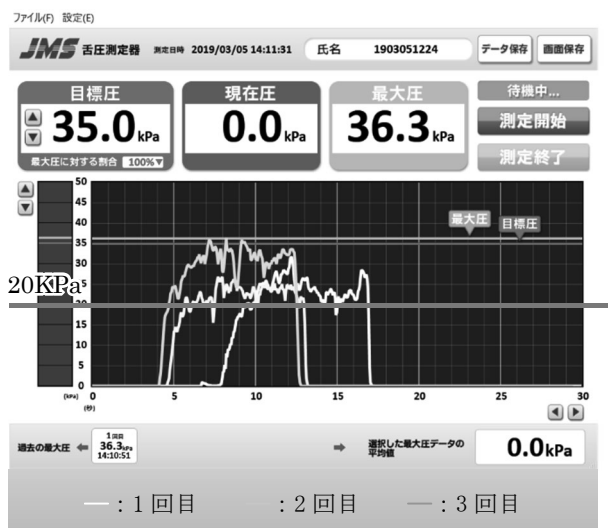 ファイル(F) 設定(E)
JMS 舌圧測定器 測定日時 2019/03/05 14:11:31 氏名 1903051224 データ保存 画面保存
目標圧 現在圧 最大圧 待機中...
35.0kPa 0.0kPa 36.3kPa 測定開始
最大圧に対する割合 100%▼ 測定終了
50
45
40
最大圧 目標圧
35
30
20KPa
20
15
10
5
0
(kPa) 0 5 10 15 20 25 30
(秒)
過去の最大圧 1回目 36.3kPa 14:10:51
選択した最大圧データの
平均値
0.0kPa
—：1回目 ：2回目 —：3回目